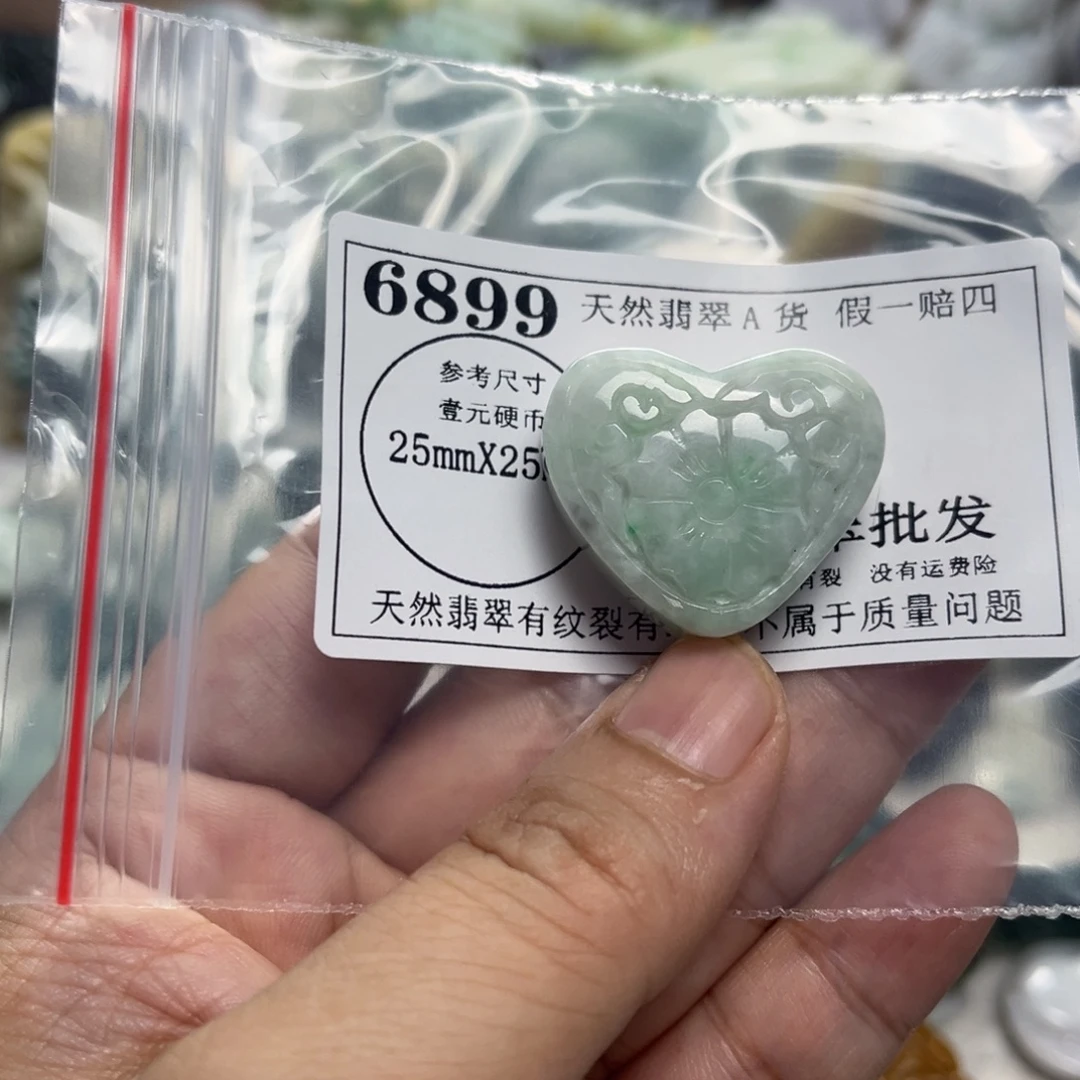 6899
天然翡翠A货 假一赔四
参考尺寸
壹元硬币
25mmX25
批发
有裂 没有运费险
天然翡翠有纹裂有 不属于质量问题